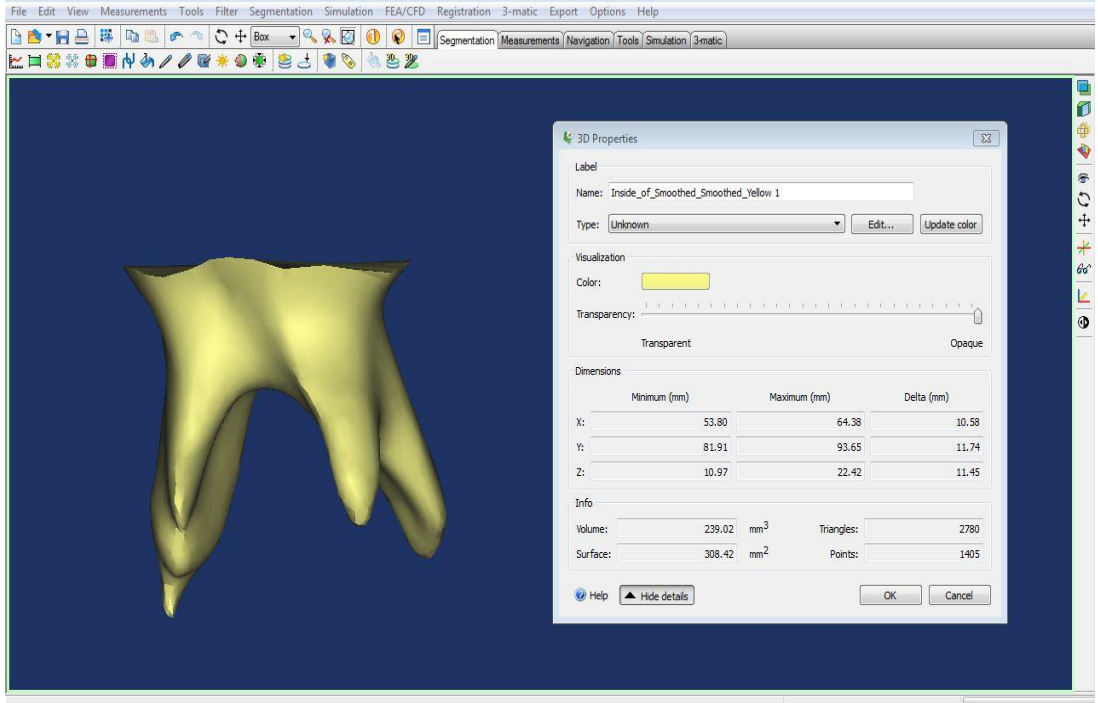 File Edit View Measurements Tools Filter Segmentation Simulation FEA/CFD Registration 3-matic Export Options Help
Box Segmentation Measurements Navigation Tools Simulation 3-matic
3D Properties
Label
Name: Inside_of_Smoothed_Smoothed_Yellow 1
Type: Unknown Edit... Update color
Visualization
Color:
Transparency:
Transparent Opaque
Dimensions
Minimum (mm) Maximum (mm) Delta (mm)
X: 53.80 64.38 10.58
Y: 81.91 93.65 11.74
Z: 10.97 22.42 11.45
Info
Volume: 239.02 mm3 Triangles: 2780
Surface: 308.42 mm2 Points: 1405
Help Hide details OK Cancel